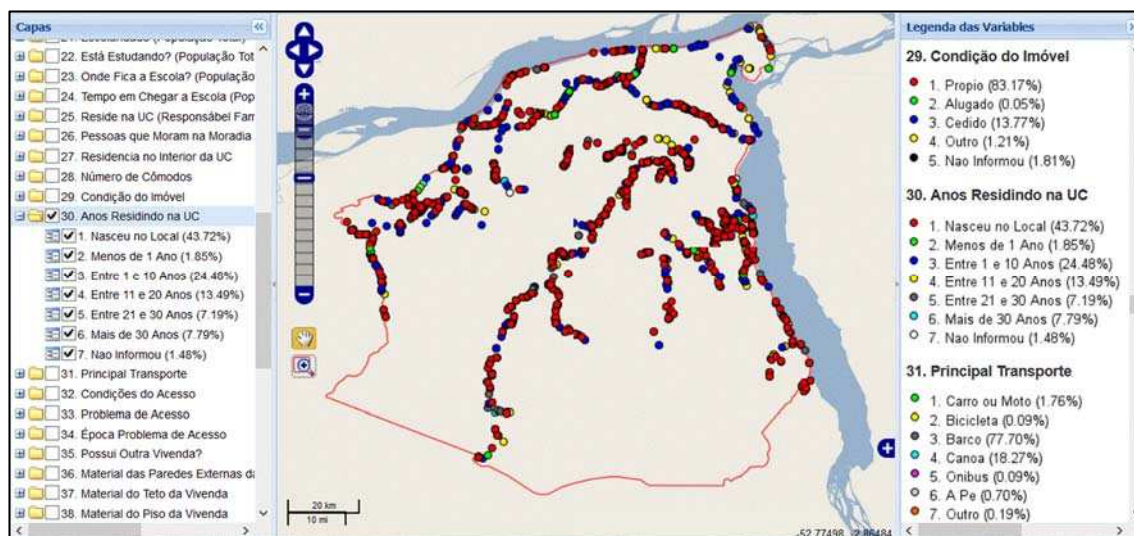 Capas
22. Está Estudando? (População Tot
23. Onde Fica a Escola? (População
24. Tempo em Chegar a Escola (Pop
25. Reside na UC (Responsábel Fam
26. Pessoas que Moram na Moradia
27. Residencia no Interior da UC
28. Número de Cômodos
29. Condição do Imóvel
30. Anos Residindo na UC
1. Nasceu no Local (43.72%)
2. Menos de 1 Ano (1.85%)
3. Entre 1 e 10 Anos (24.48%)
4. Entre 11 e 20 Anos (13.49%)
5. Entre 21 e 30 Anos (7.19%)
6. Mais de 30 Anos (7.79%)
7. Nao Informou (1.48%)
31. Principal Transporte
32. Condições do Acesso
33. Problema de Acesso
34. Época Problema de Acesso
35. Possui Outra Vivenda?
36. Material das Paredes Externas da
37. Material do Teto da Vivenda
38. Material do Piso da Vivenda
20 km
10 mi
-52.77498, -2.86484
Legenda das Variables
29. Condição do Imóvel
1. Propio (83.17%)
2. Alugado (0.05%)
3. Cedido (13.77%)
4. Outro (1.21%)
5. Nao Informou (1.81%)
30. Anos Residindo na UC
1. Nasceu no Local (43.72%)
2. Menos de 1 Ano (1.85%)
3. Entre 1 e 10 Anos (24.48%)
4. Entre 11 e 20 Anos (13.49%)
5. Entre 21 e 30 Anos (7.19%)
6. Mais de 30 Anos (7.79%)
7. Nao Informou (1.48%)
31. Principal Transporte
1. Carro ou Moto (1.76%)
2. Bicicleta (0.09%)
3. Barco (77.70%)
4. Canoa (18.27%)
5. Onibus (0.09%)
6. A Pe (0.70%)
7. Outro (0.19%)